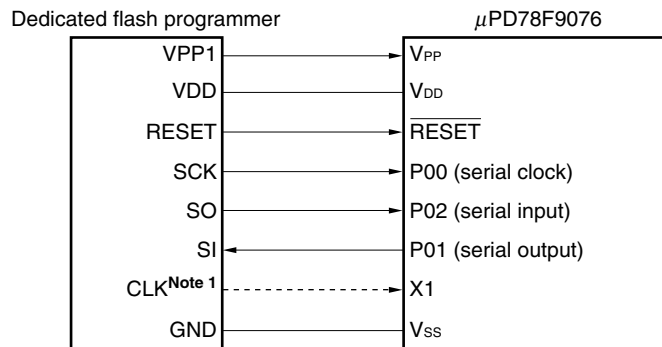 Dedicated flash programmer μPD78F9076
VPP1 VPP
VDD VDD
RESET RESET
SCK P00 (serial clock)
SO P02 (serial input)
SI P01 (serial output)
CLKNote 1 X1
GND VSS